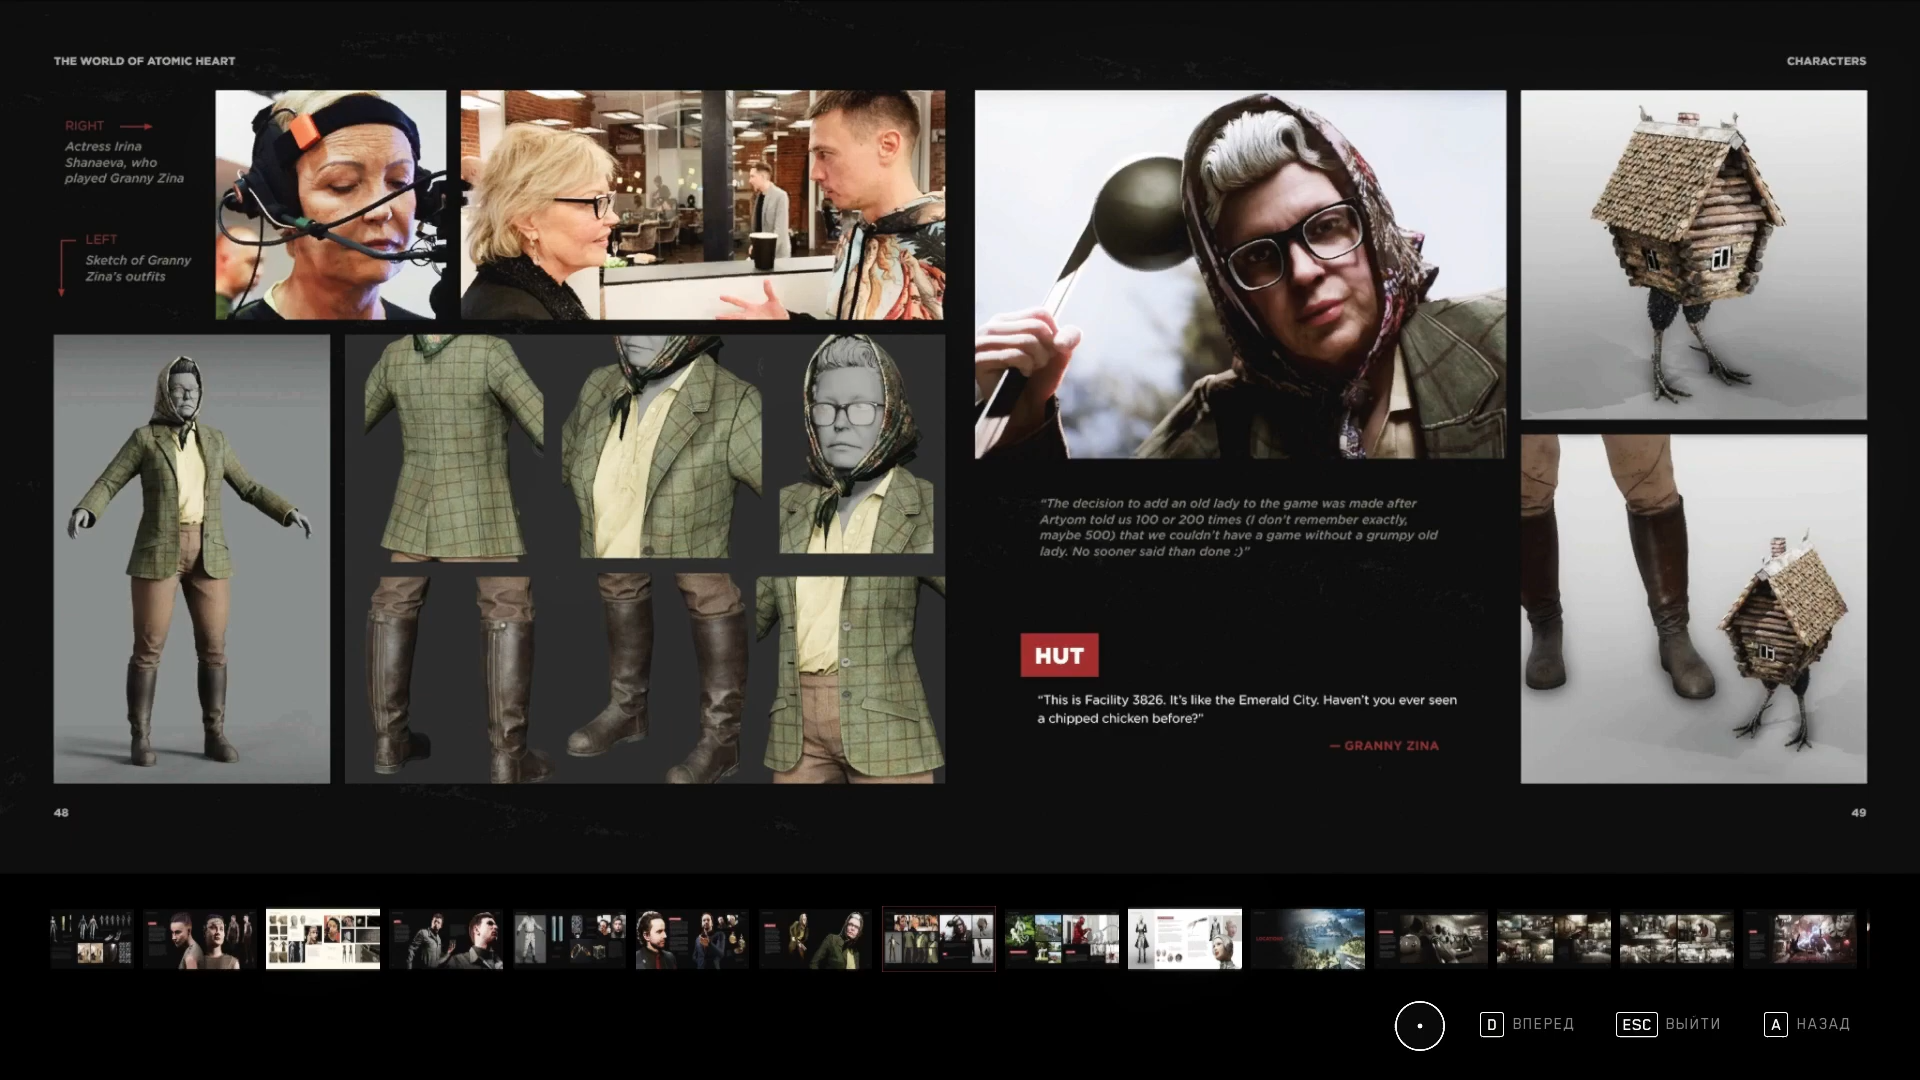 THE WORLD OF ATOMIC HEART
CHARACTERS
RIGHT
Actress Irina
Shanaeva, who
played Granny Zina
LEFT
Sketch of Granny
Zina's outfits
“The decision to add an old lady to the game was made after
Artyom told us 100 or 200 times (I don't remember exactly,
maybe 500) that we couldn't have a game without a grumpy old
lady. No sooner said than done :)”
HUT
“This is Facility 3826. It’s like the Emerald City. Haven’t you ever seen
a chipped chicken before?”
— GRANNY ZINA
48
49
D ВПЕРЕД
ESC ВЫЙТИ
A НАЗАД